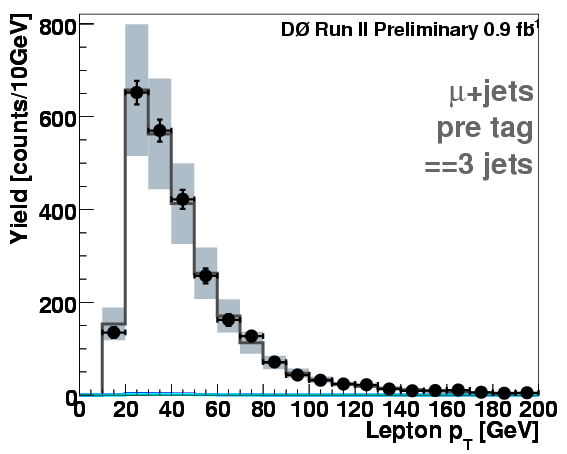 DØ Run II Preliminary 0.9 fb⁻¹
μ+jets
pre tag
==3 jets
Yield [counts/10GeV]
800
600
400
200
0
0 20 40 60 80 100 120 140 160 180 200
Lepton p_T [GeV]